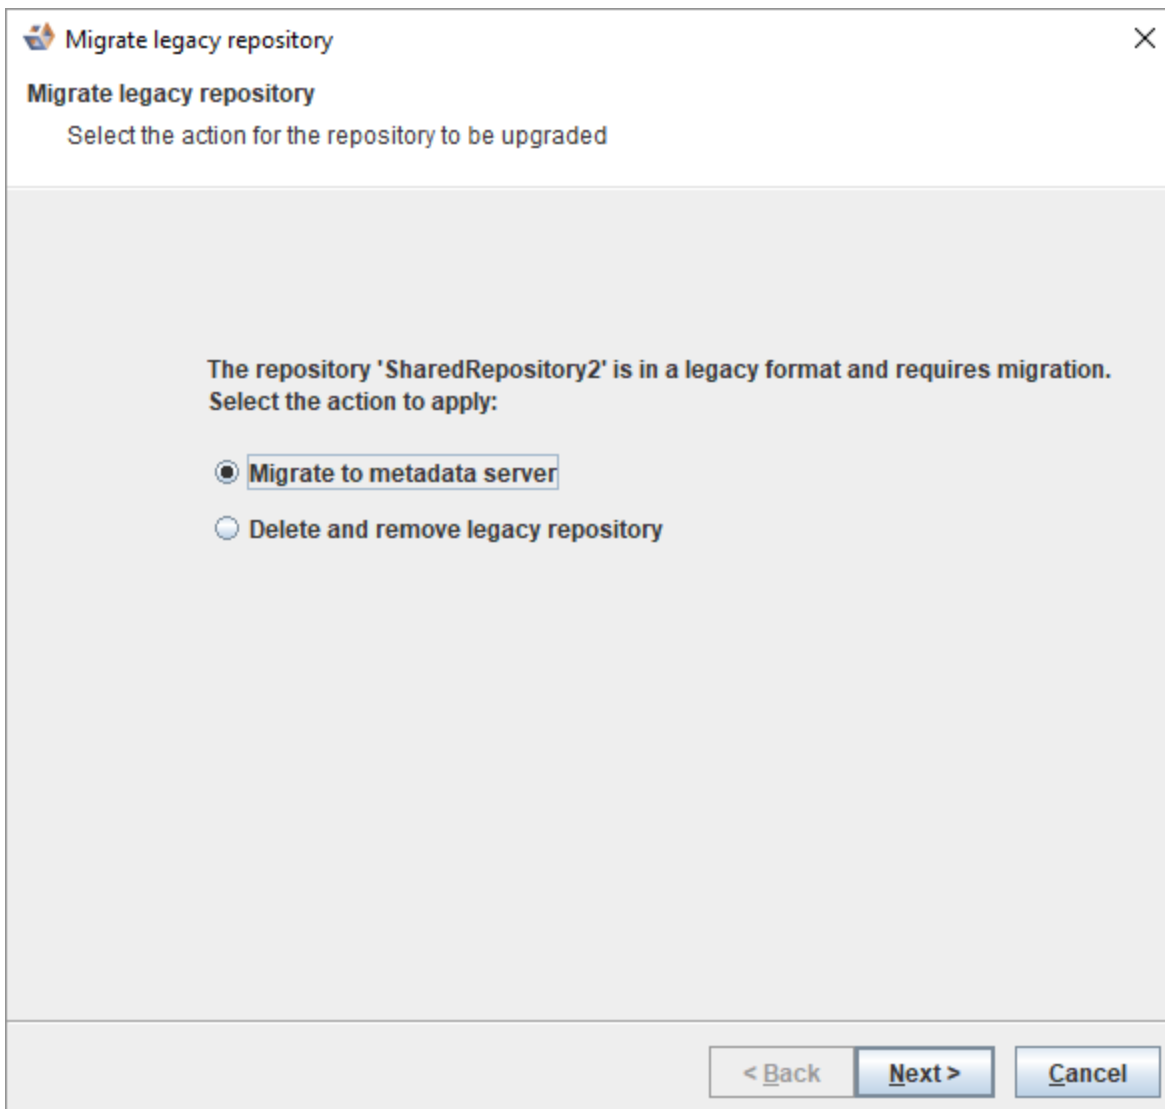 Migrate legacy repository
Migrate legacy repository
Select the action for the repository to be upgraded
The repository 'SharedRepository2' is in a legacy format and requires migration.
Select the action to apply:
Migrate to metadata server
Delete and remove legacy repository
< Back
Next >
Cancel